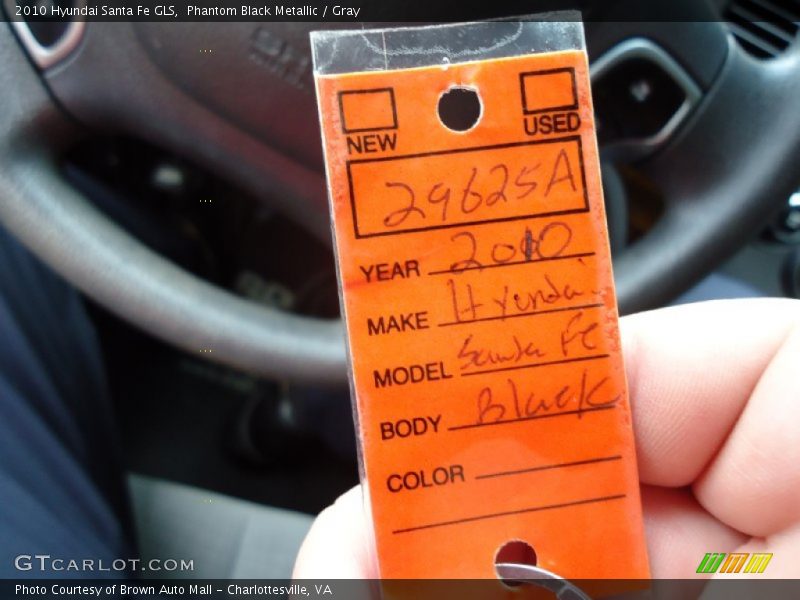 2010 Hyundai Santa Fe GLS, Phantom Black Metallic / Gray
NEW USED
29625A
YEAR 2010
MAKE Hyundai
MODEL Santa Fe
BODY Black
COLOR
GTCARLOT.COM
Photo Courtesy of Brown Auto Mall - Charlottesville, VA